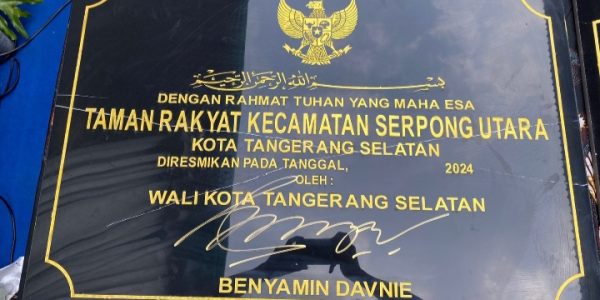 بسم الله الرحمن الرحيم
DENGAN RAHMAT TUHAN YANG MAHA ESA
TAMAN RAKYAT KECAMATAN SERPONG UTARA
KOTA TANGERANG SELATAN
DIRESMIKAN PADA TANGGAL, 2024
OLEH :
WALI KOTA TANGERANG SELATAN
BENYAMIN DAVNIE